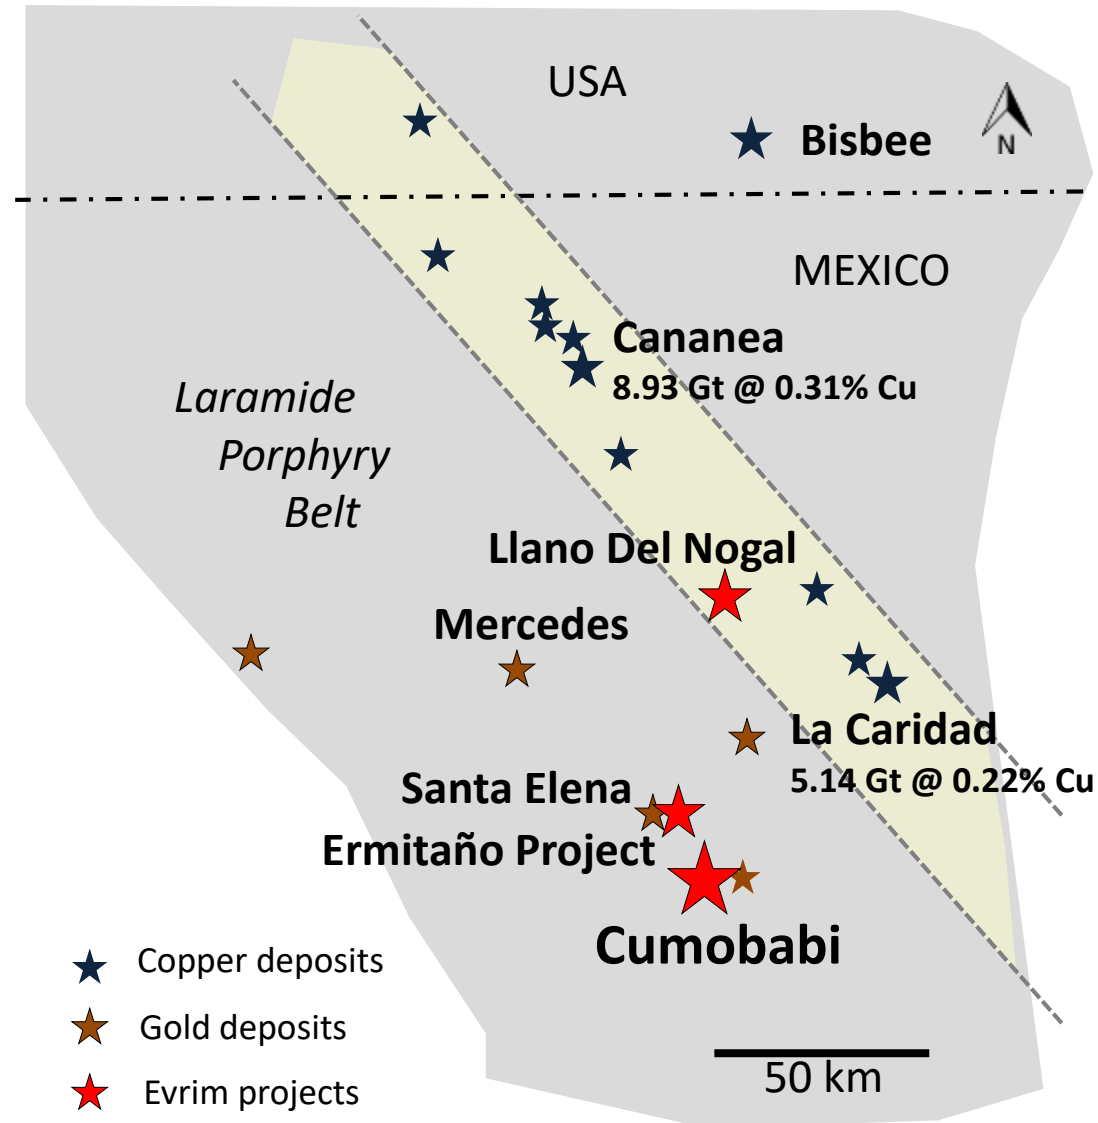 USA
Bisbee
N
MEXICO
Cananea
8.93 Gt @ 0.31% Cu
Laramide
Porphyry
Belt
Llano Del Nogal
Mercedes
La Caridad
5.14 Gt @ 0.22% Cu
Santa Elena
Ermitaño Project
Cumobabi
Copper deposits
Gold deposits
Evrim projects
50 km